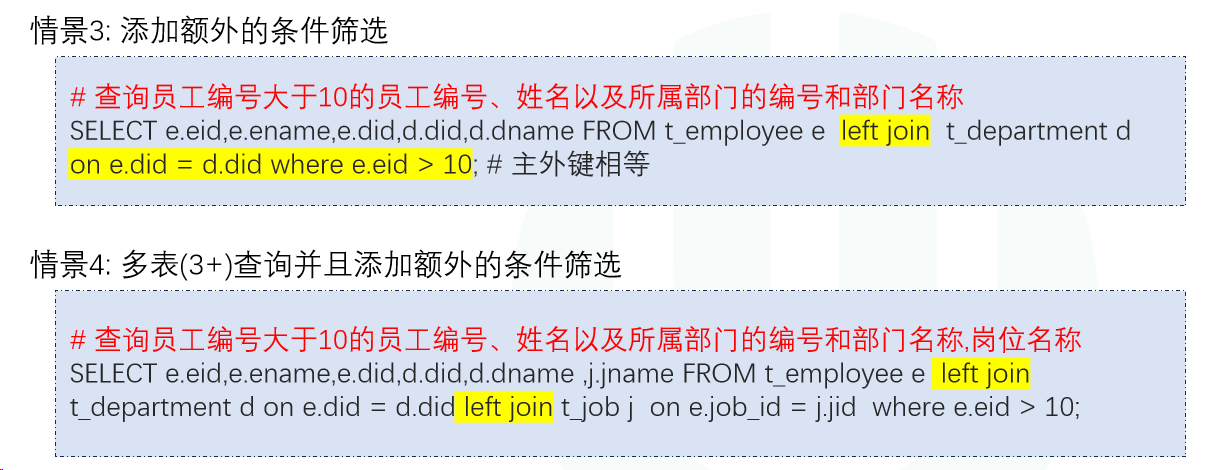 情景3: 添加额外的条件筛选
# 查询员工编号大于10的员工编号、姓名以及所属部门的编号和部门名称
SELECT e.eid,e.ename,e.did,d.did,d.dname FROM t_employee e left join t_department d
on e.did = d.did where e.eid > 10; # 主外键相等
情景4: 多表(3+)查询并且添加额外的条件筛选
# 查询员工编号大于10的员工编号、姓名以及所属部门的编号和部门名称,岗位名称
SELECT e.eid,e.ename,e.did,d.did,d.dname ,j.jname FROM t_employee e left join
t_department d on e.did = d.did left join t_job j on e.job_id = j.jid where e.eid > 10;